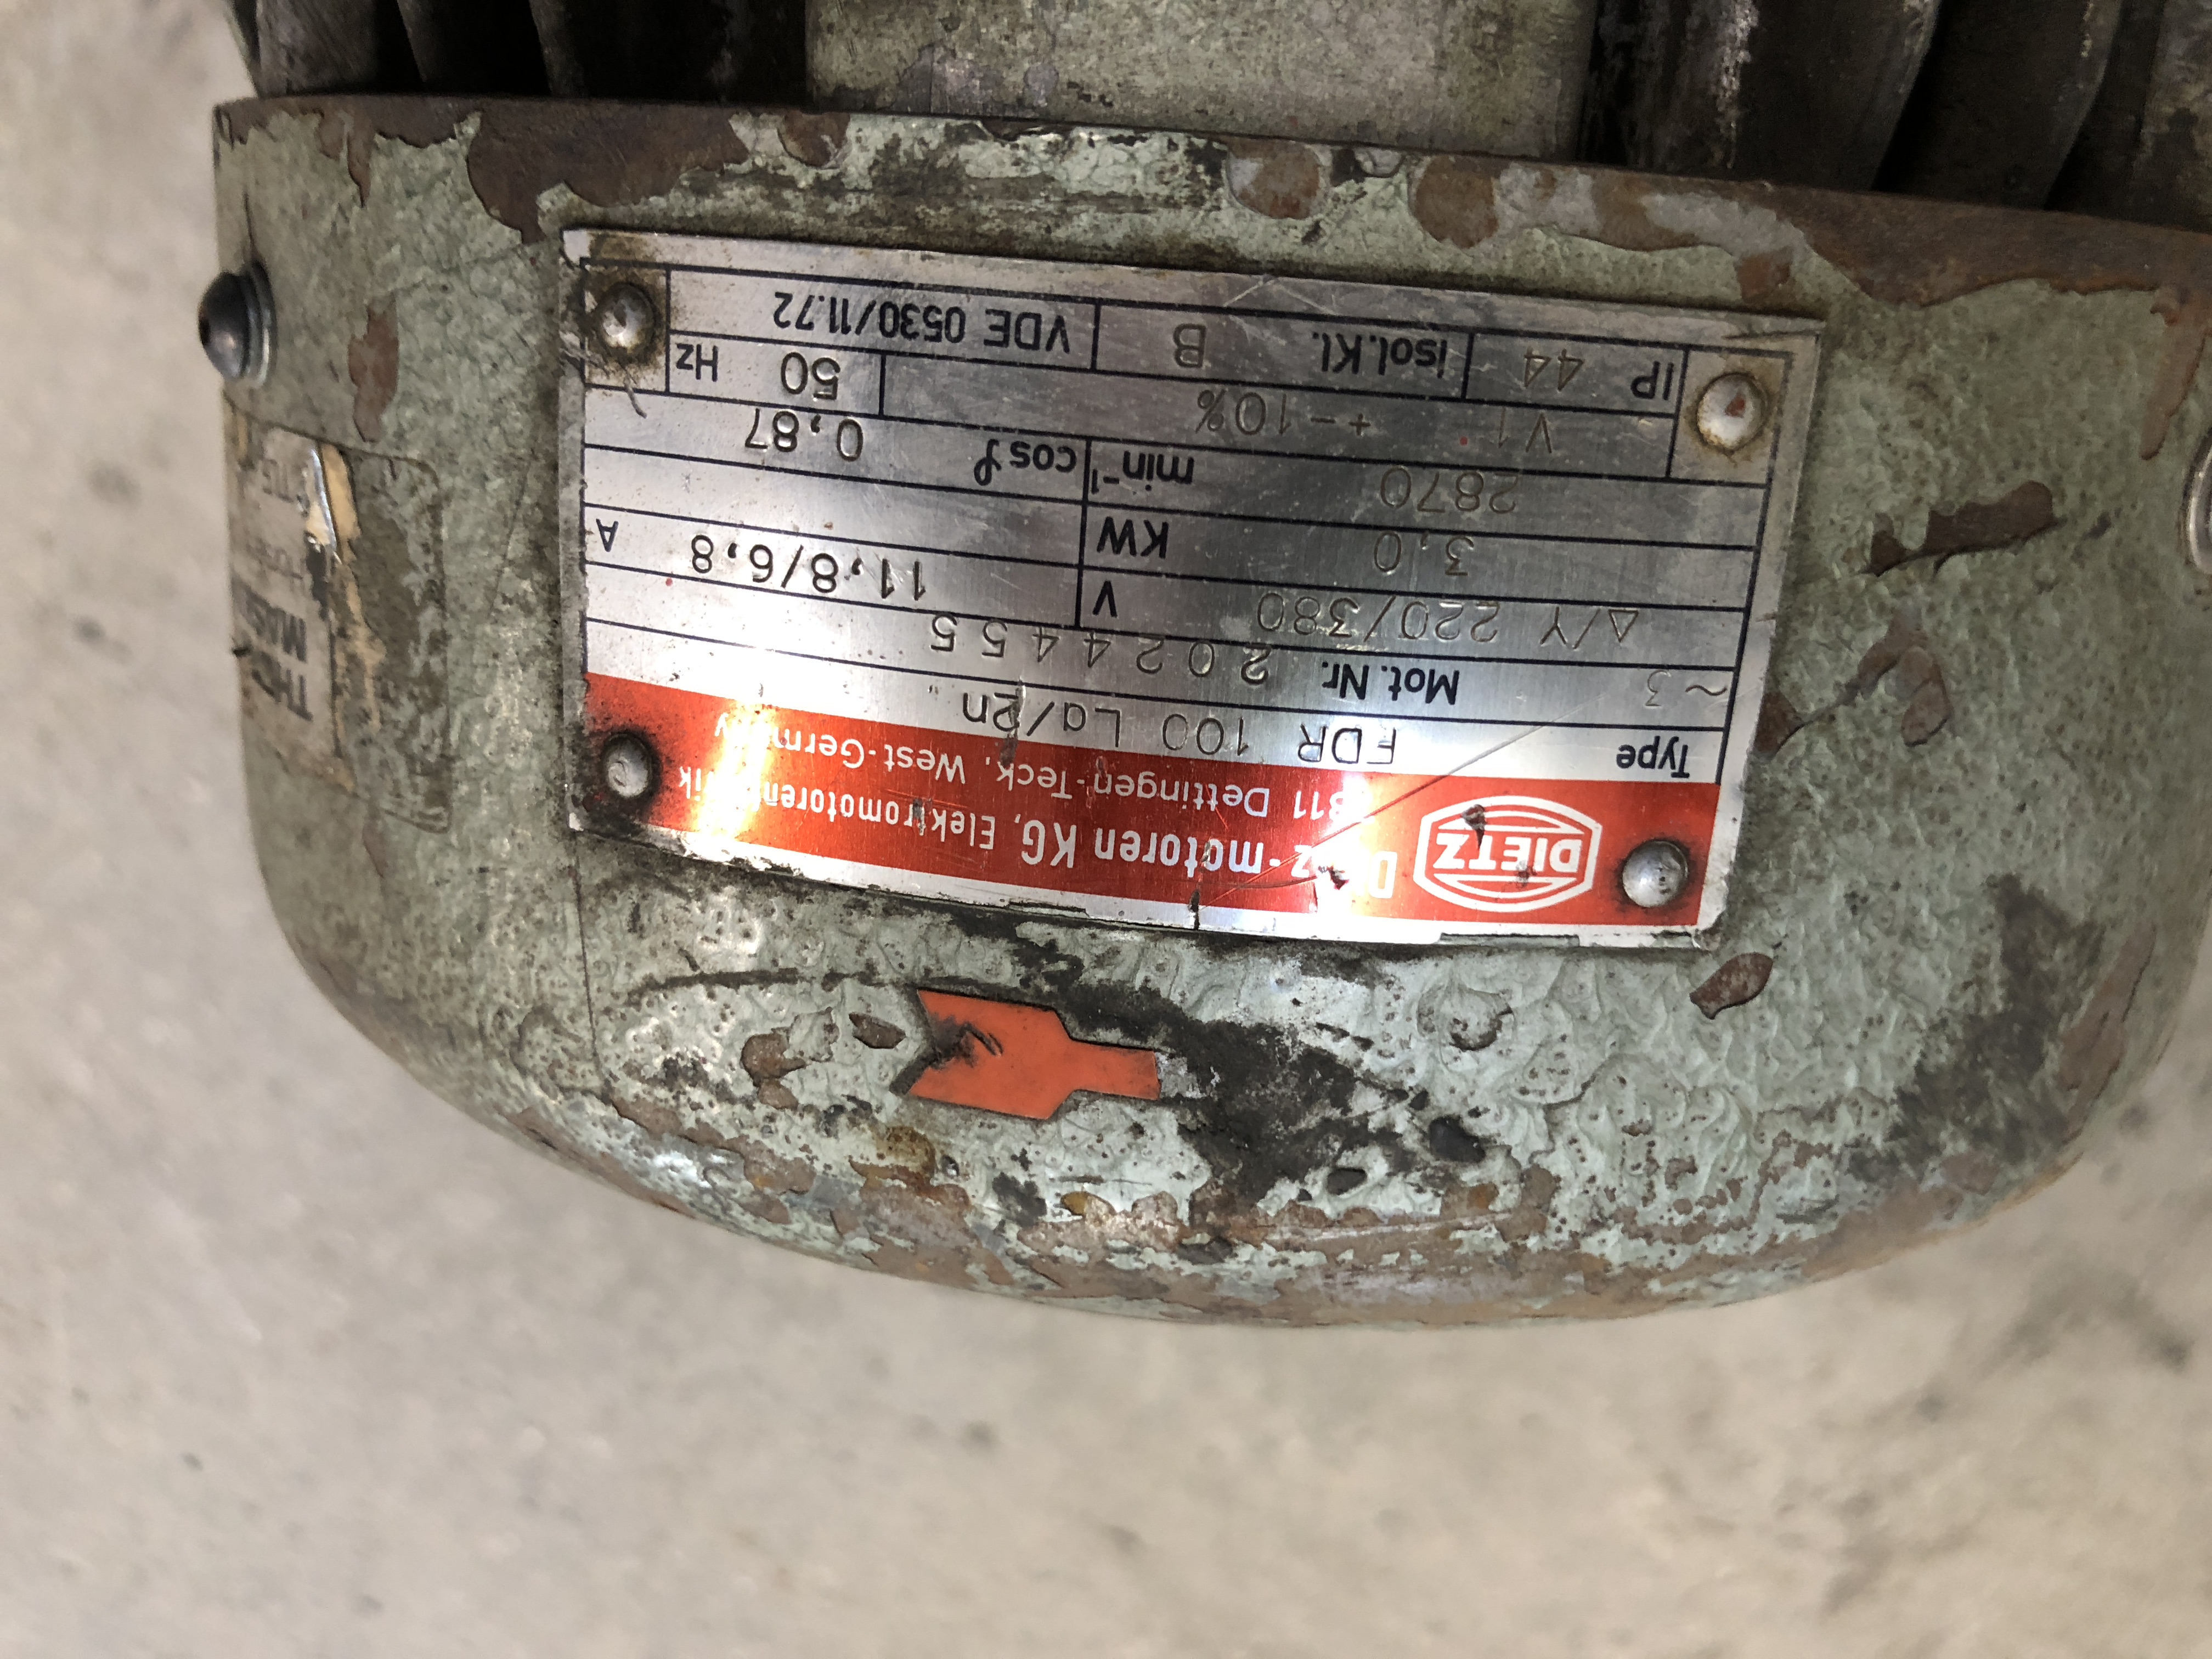 DIETZ
-motoren KG, Elektromotoren
Dettingen-Teck, West-Germany
Type FDR 100 La/2n
~ 3 Mot. Nr. 2024455
Δ/Y 220/380 V 11,8/6,8 A
3,0 KW
2870 min⁻¹ cos φ 0,87
V1 +-10% 50 Hz
IP 44 isol.Kl. B VDE 0530/11.72